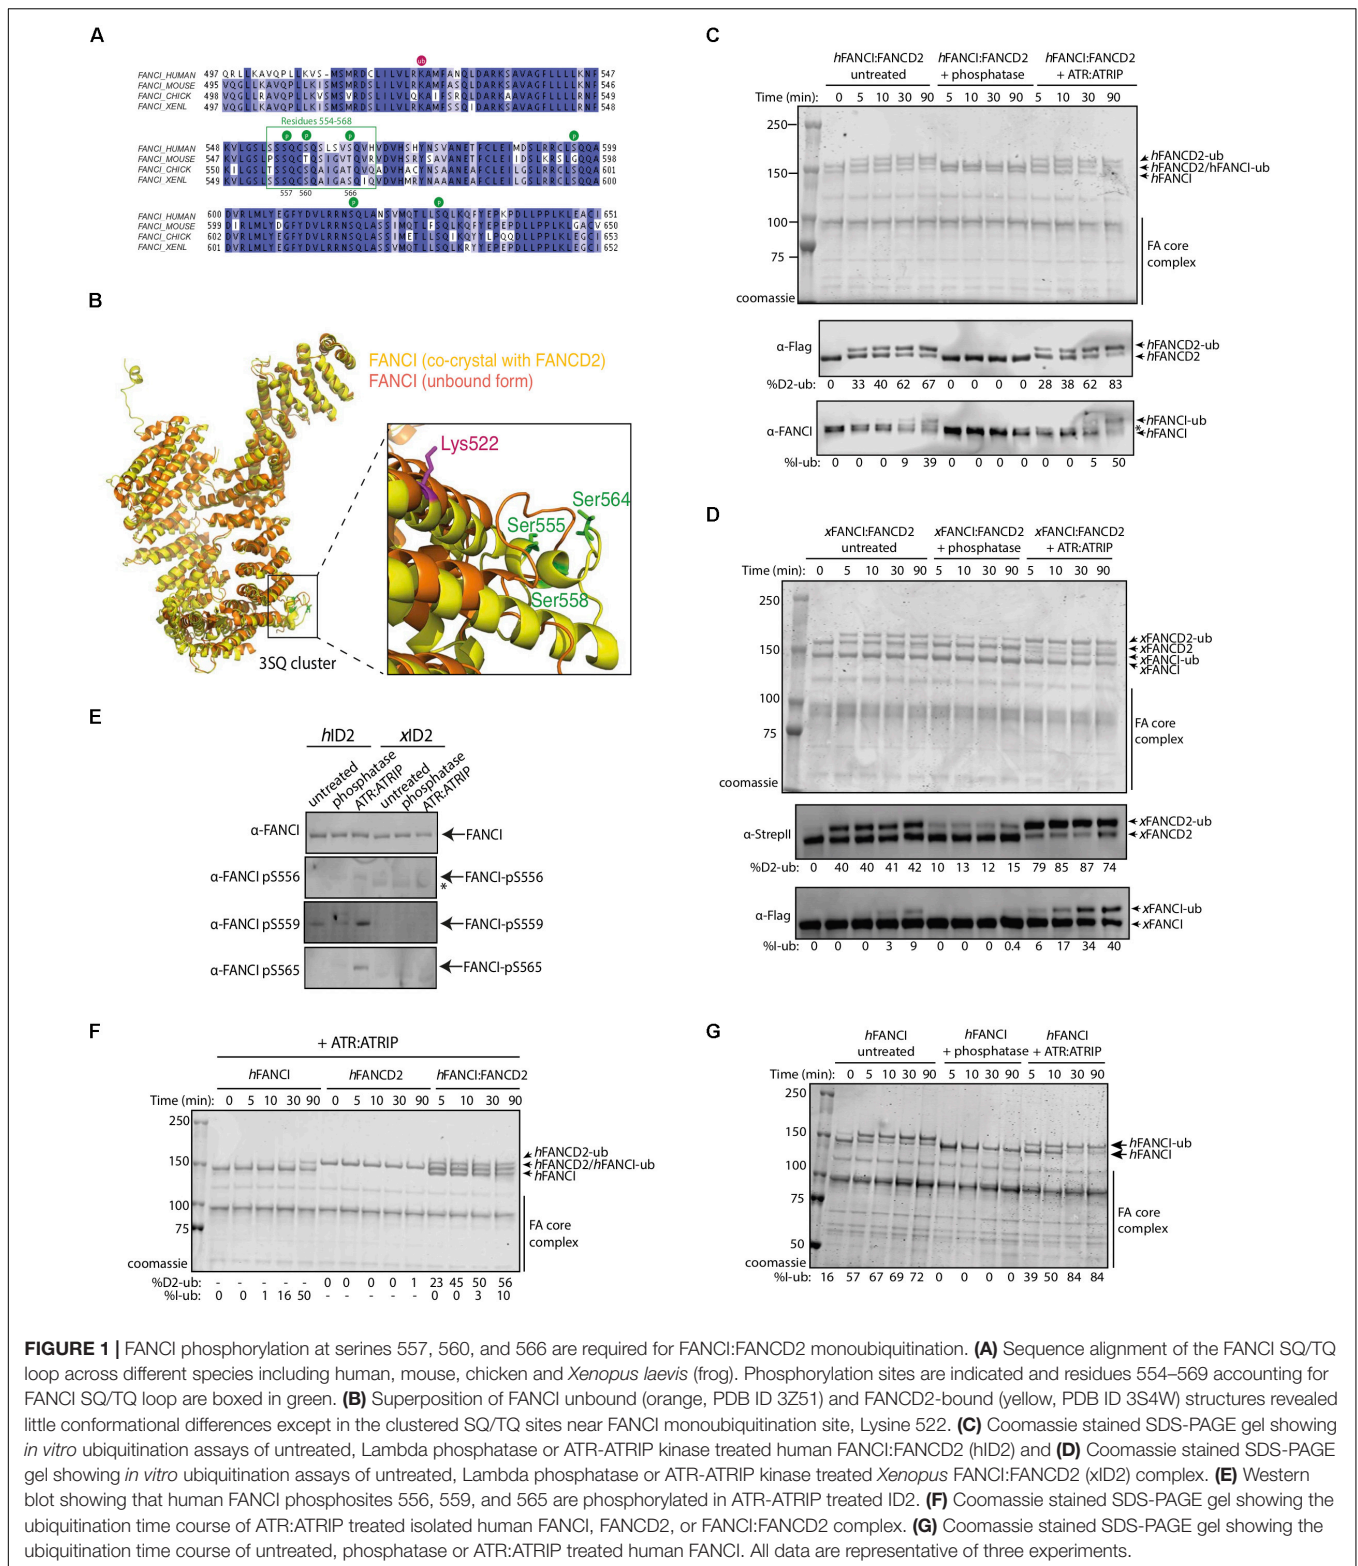 A
ub
FANCI_HUMAN 497 547
FANCI_MOUSE 495 546
FANCI_CHICK 498 549
FANCI_XENL 497 548
Residues 554-568
P P P P
FANCI_HUMAN 548 599
FANCI_MOUSE 547 598
FANCI_CHICK 550 601
FANCI_XENL 549 600
557 560 566
P P
FANCI_HUMAN 600 651
FANCI_MOUSE 599 650
FANCI_CHICK 602 653
FANCI_XENL 601 652
B
FANCI (co-crystal with FANCD2)
FANCI (unbound form)
Lys522
Ser564
Ser555
Ser558
3SQ cluster
C
hFANCI:FANCD2 hFANCI:FANCD2 hFANCI:FANCD2
untreated + phosphatase + ATR:ATRIP
Time (min): 0 5 10 30 90 5 10 30 90 5 10 30 90
250
150
100
75
coomassie
hFANCD2-ub
hFANCD2/hFANCI-ub
hFANCI
FA core
complex
α-Flag
hFANCD2-ub
hFANCD2
%D2-ub: 0 33 40 62 67 0 0 0 0 28 38 62 83
α-FANCI
hFANCI-ub
*
hFANCI
%I-ub: 0 0 0 9 39 0 0 0 0 0 0 5 50
D
xFANCI:FANCD2 xFANCI:FANCD2 xFANCI:FANCD2
untreated + phosphatase + ATR:ATRIP
Time (min): 0 5 10 30 90 5 10 30 90 5 10 30 90
250
150
100
75
coomassie
xFANCD2-ub
xFANCD2
xFANCI-ub
xFANCI
FA core
complex
α-StrepII
xFANCD2-ub
xFANCD2
%D2-ub: 0 40 40 41 42 10 13 12 15 79 85 87 74
α-Flag
xFANCI-ub
xFANCI
%I-ub: 0 0 0 3 9 0 0 0 0.4 6 17 34 40
E
hID2 xID2
untreated phosphatase ATR:ATRIP untreated phosphatase ATR:ATRIP
α-FANCI FANCI
α-FANCI pS556 FANCI-pS556
*
α-FANCI pS559 FANCI-pS559
α-FANCI pS565 FANCI-pS565
F
+ ATR:ATRIP
hFANCI hFANCD2 hFANCI:FANCD2
Time (min): 0 5 10 30 90 0 5 10 30 90 5 10 30 90
250
150
100
75
coomassie
hFANCD2-ub
hFANCD2/hFANCI-ub
hFANCI
FA core
complex
%D2-ub: - - - - - 0 0 0 0 1 23 45 50 56
%I-ub: 0 0 1 16 50 - - - - - 0 0 3 10
G
hFANCI hFANCI hFANCI
untreated + phosphatase + ATR:ATRIP
Time (min): 0 5 10 30 90 5 10 30 90 5 10 30 90
250
150
100
75
50
coomassie
hFANCI-ub
hFANCI
FA core
complex
%I-ub: 16 57 67 69 72 0 0 0 0 39 50 84 84
FIGURE 1 | FANCI phosphorylation at serines 557, 560, and 566 are required for FANCI:FANCD2 monoubiquitination. (A) Sequence alignment of the FANCI SQ/TQ
loop across different species including human, mouse, chicken and Xenopus laevis (frog). Phosphorylation sites are indicated and residues 554–569 accounting for
FANCI SQ/TQ loop are boxed in green. (B) Superposition of FANCI unbound (orange, PDB ID 3Z51) and FANCD2-bound (yellow, PDB ID 3S4W) structures revealed
little conformational differences except in the clustered SQ/TQ sites near FANCI monoubiquitination site, Lysine 522. (C) Coomassie stained SDS-PAGE gel showing
in vitro ubiquitination assays of untreated, Lambda phosphatase or ATR-ATRIP kinase treated human FANCI:FANCD2 (hID2) and (D) Coomassie stained SDS-PAGE
gel showing in vitro ubiquitination assays of untreated, Lambda phosphatase or ATR-ATRIP kinase treated Xenopus FANCI:FANCD2 (xID2) complex. (E) Western
blot showing that human FANCI phosphosites 556, 559, and 565 are phosphorylated in ATR-ATRIP treated ID2. (F) Coomassie stained SDS-PAGE gel showing the
ubiquitination time course of ATR:ATRIP treated isolated human FANCI, FANCD2, or FANCI:FANCD2 complex. (G) Coomassie stained SDS-PAGE gel showing the
ubiquitination time course of untreated, phosphatase or ATR:ATRIP treated human FANCI. All data are representative of three experiments.